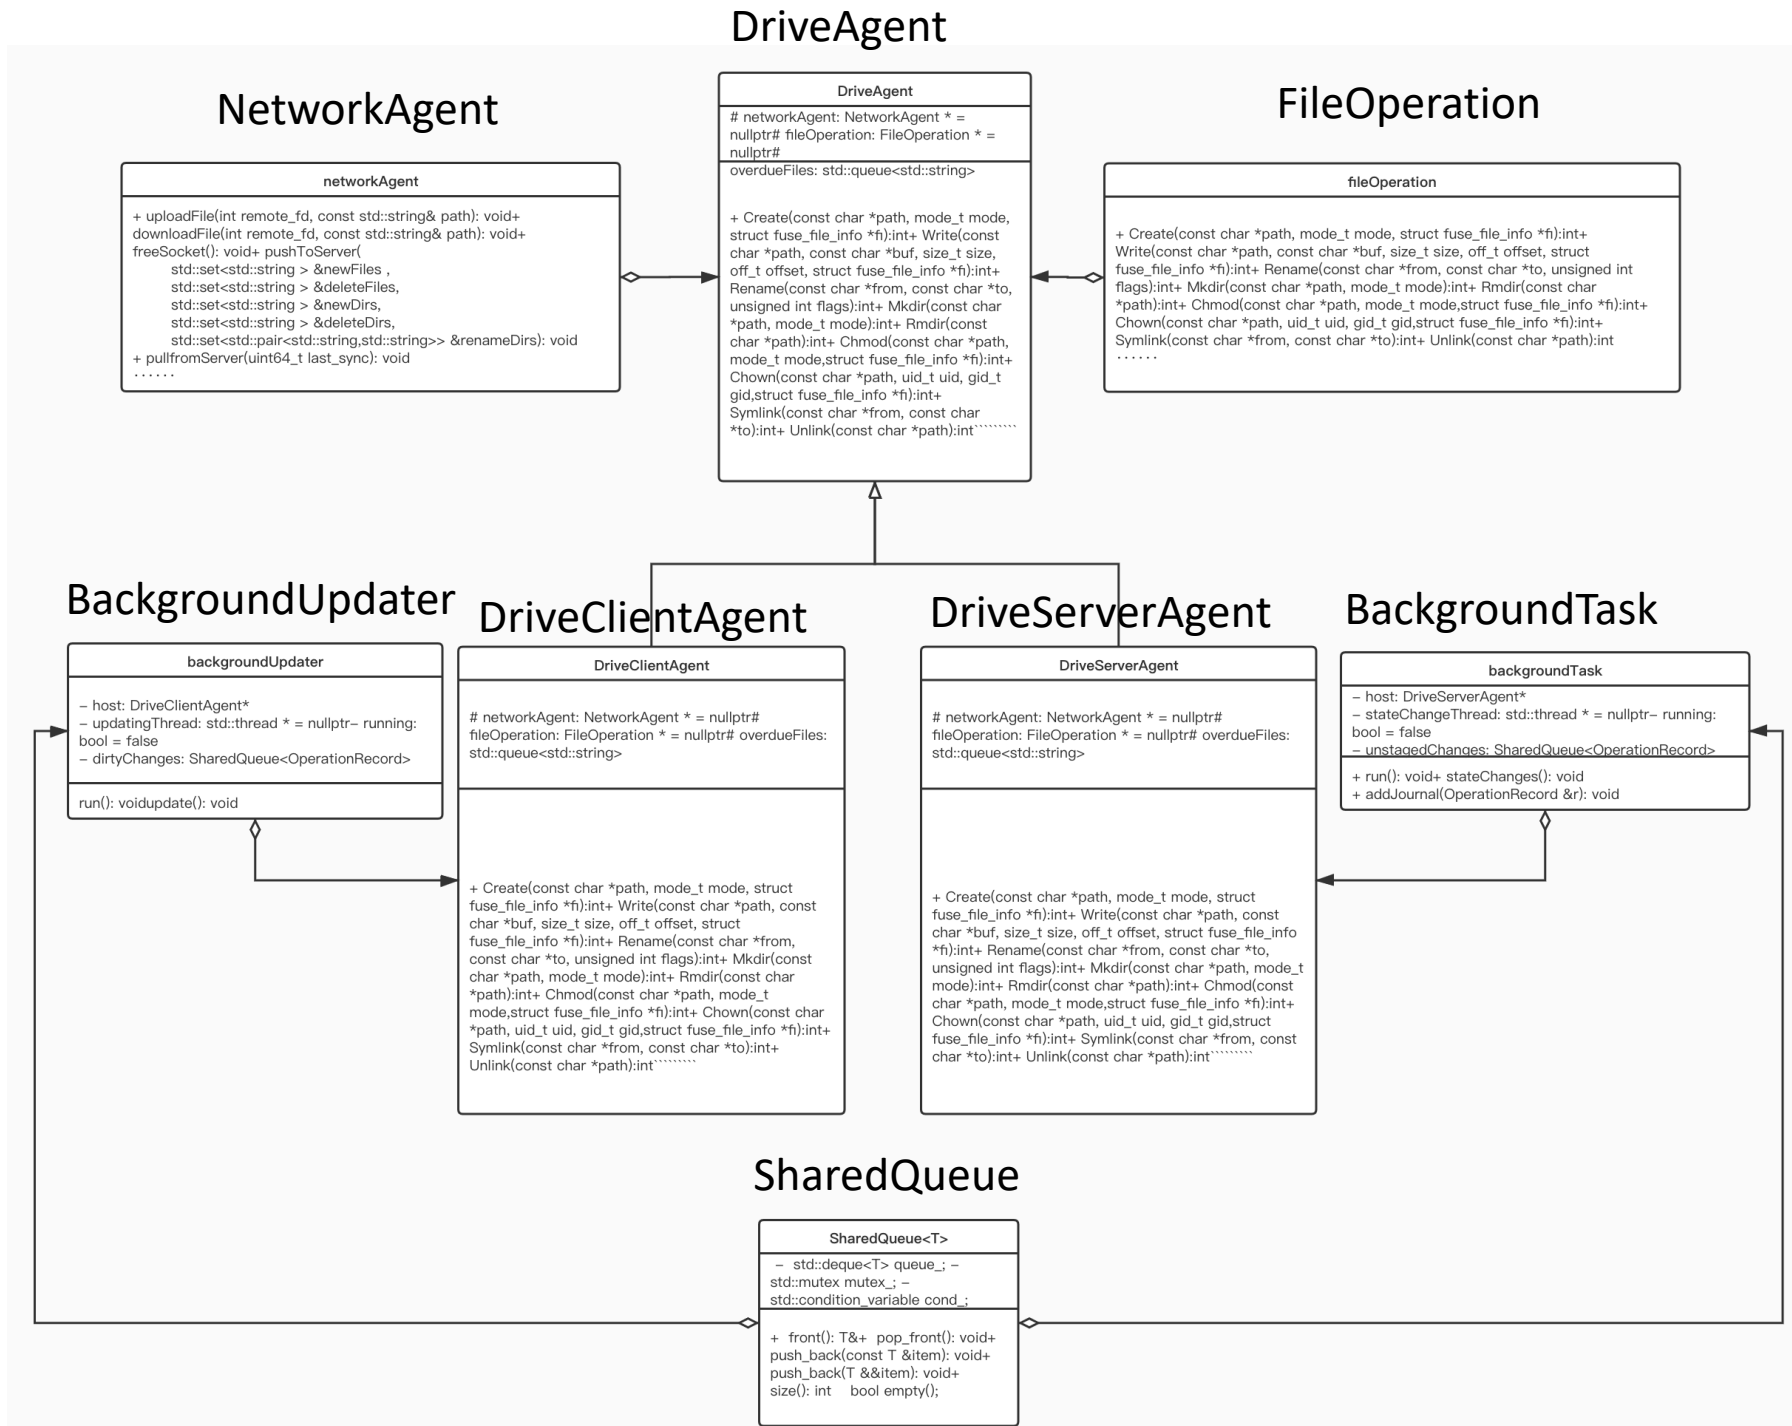 DriveAgent
NetworkAgent
FileOperation
DriveAgent
# networkAgent: NetworkAgent * =
nullptr# fileOperation: FileOperation * =
nullptr#
overdueFiles: std::queue<std::string>
+ Create(const char *path, mode_t mode,
struct fuse_file_info *fi):int+ Write(const
char *path, const char *buf, size_t size,
off_t offset, struct fuse_file_info *fi):int+
Rename(const char *from, const char *to,
unsigned int flags):int+ Mkdir(const char
*path, mode_t mode):int+ Rmdir(const
char *path):int+ Chmod(const char *path,
mode_t mode,struct fuse_file_info *fi):int+
Chown(const char *path, uid_t uid, gid_t
gid,struct fuse_file_info *fi):int+
Symlink(const char *from, const char
*to):int+ Unlink(const char *path):int`````````
networkAgent
+ uploadFile(int remote_fd, const std::string& path): void+
downloadFile(int remote_fd, const std::string& path): void+
freeSocket(): void+ pushToServer(
std::set<std::string > &newFiles ,
std::set<std::string > &deleteFiles,
std::set<std::string > &newDirs,
std::set<std::string > &deleteDirs,
std::set<std::pair<std::string,std::string>> &renameDirs): void
+ pullfromServer(uint64_t last_sync): void
······
fileOperation
+ Create(const char *path, mode_t mode, struct fuse_file_info *fi):int+
Write(const char *path, const char *buf, size_t size, off_t offset, struct
fuse_file_info *fi):int+ Rename(const char *from, const char *to, unsigned int
flags):int+ Mkdir(const char *path, mode_t mode):int+ Rmdir(const char
*path):int+ Chmod(const char *path, mode_t mode,struct fuse_file_info *fi):int+
Chown(const char *path, uid_t uid, gid_t gid,struct fuse_file_info *fi):int+
Symlink(const char *from, const char *to):int+ Unlink(const char *path):int
······
BackgroundUpdater
DriveClientAgent
DriveServerAgent
BackgroundTask
backgroundUpdater
– host: DriveClientAgent*
– updatingThread: std::thread * = nullptr– running:
bool = false
– dirtyChanges: SharedQueue<OperationRecord>
run(): voidupdate(): void
DriveClientAgent
# networkAgent: NetworkAgent * = nullptr#
fileOperation: FileOperation * = nullptr# overdueFiles:
std::queue<std::string>
+ Create(const char *path, mode_t mode, struct
fuse_file_info *fi):int+ Write(const char *path, const
char *buf, size_t size, off_t offset, struct
fuse_file_info *fi):int+ Rename(const char *from,
const char *to, unsigned int flags):int+ Mkdir(const
char *path, mode_t mode):int+ Rmdir(const char
*path):int+ Chmod(const char *path, mode_t
mode,struct fuse_file_info *fi):int+ Chown(const char
*path, uid_t uid, gid_t gid,struct fuse_file_info *fi):int+
Symlink(const char *from, const char *to):int+
Unlink(const char *path):int`````````
DriveServerAgent
# networkAgent: NetworkAgent * = nullptr#
fileOperation: FileOperation * = nullptr# overdueFiles:
std::queue<std::string>
+ Create(const char *path, mode_t mode, struct
fuse_file_info *fi):int+ Write(const char *path, const
char *buf, size_t size, off_t offset, struct fuse_file_info
*fi):int+ Rename(const char *from, const char *to,
unsigned int flags):int+ Mkdir(const char *path, mode_t
mode):int+ Rmdir(const char *path):int+ Chmod(const
char *path, mode_t mode,struct fuse_file_info *fi):int+
Chown(const char *path, uid_t uid, gid_t gid,struct
fuse_file_info *fi):int+ Symlink(const char *from, const
char *to):int+ Unlink(const char *path):int`````````
backgroundTask
– host: DriveServerAgent*
– stateChangeThread: std::thread * = nullptr– running:
bool = false
– unstagedChanges: SharedQueue<OperationRecord>
+ run(): void+ stateChanges(): void
+ addJournal(OperationRecord &r): void
SharedQueue
SharedQueue<T>
– std::deque<T> queue_; –
std::mutex mutex_; –
std::condition_variable cond_;
+ front(): T&+ pop_front(): void+
push_back(const T &item): void+
push_back(T &&item): void+
size(): int bool empty();